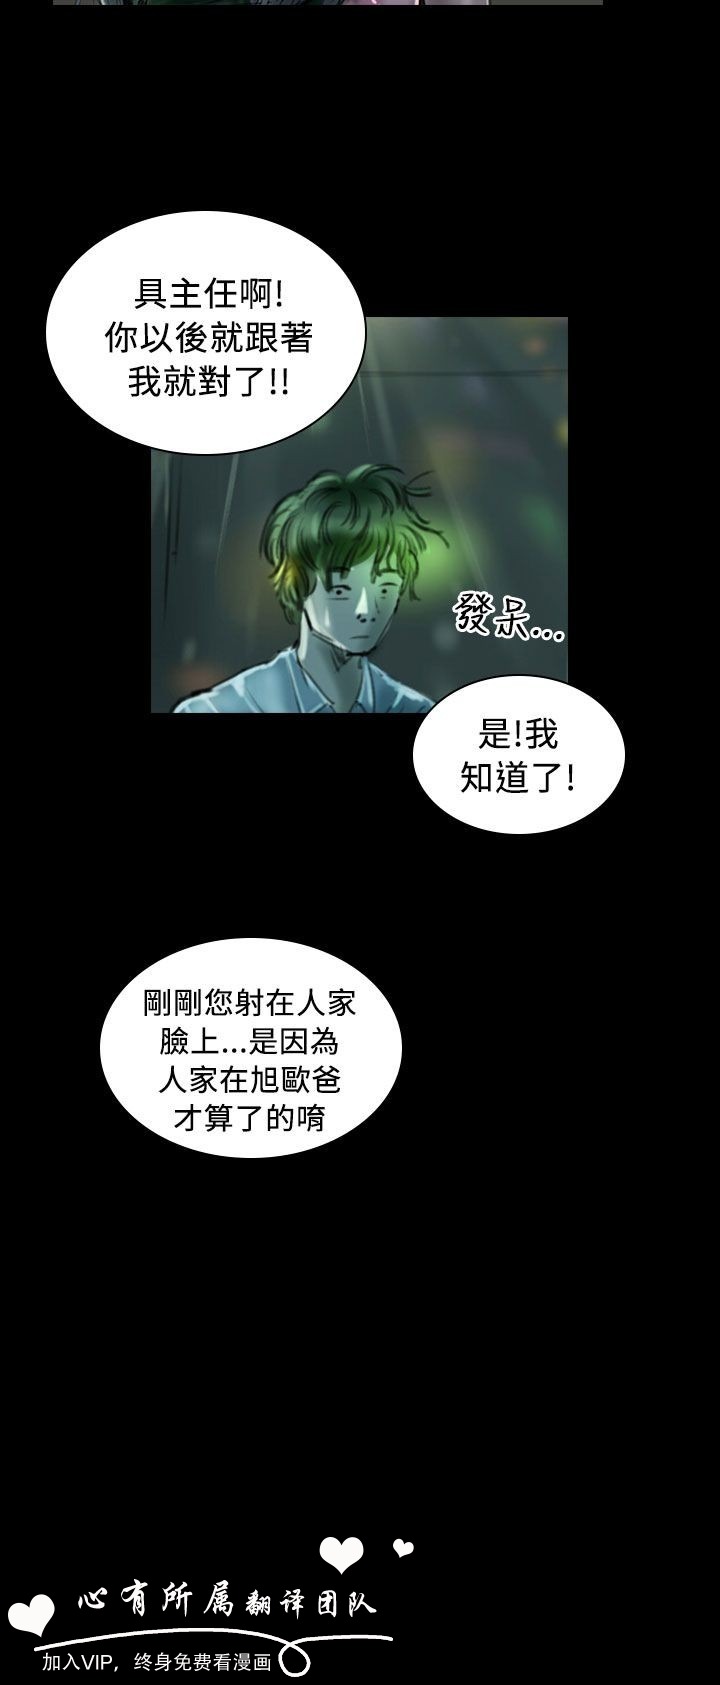 具主任啊!
你以後就跟著
我就對了!!
發呆...
是!我
知道了!
剛剛您射在人家
臉上...是因為
人家在旭歐爸
才算了的唷
心有所属翻译团队
加入VIP，终身免费看漫画